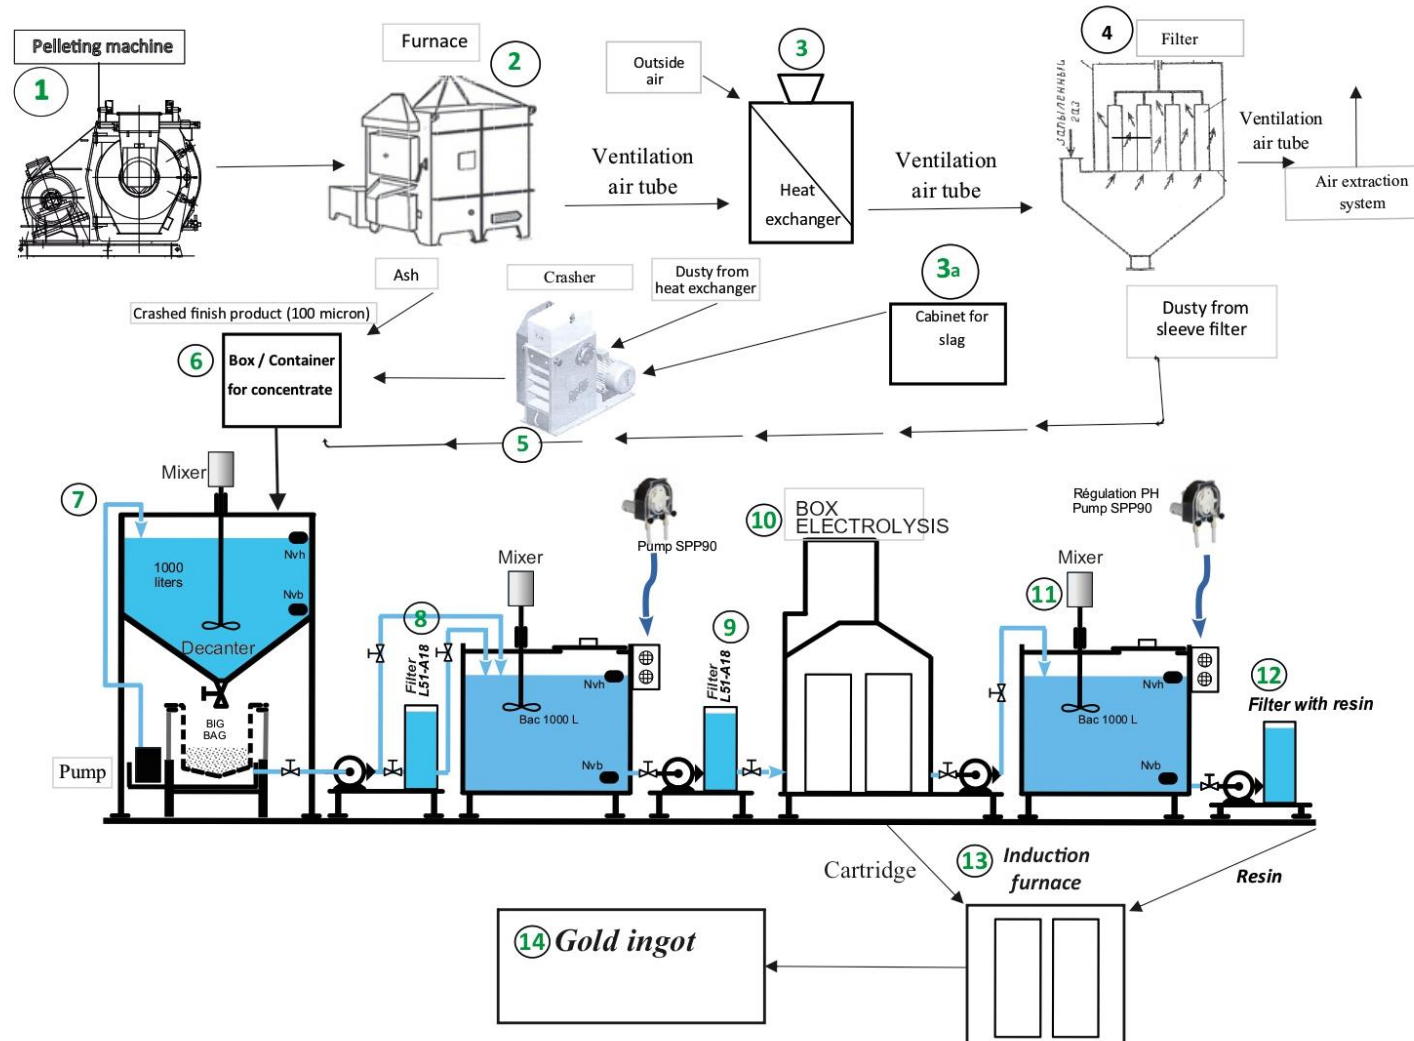 Pelleting machine
1
Furnace
2
Outside
air
3
4
Filter
запыленный
газ
Ventilation
air tube
Heat
exchanger
Ventilation
air tube
Ventilation
air tube
Air extraction
system
Ash
Crasher
Dusty from
heat exchanger
3a
Cabinet for
slag
Dusty from
sleeve filter
Crashed finish product (100 micron)
6
Box / Container
for concentrate
5
7
Mixer
1000
liters
Nvh
Nvb
Decanter
BIG
BAG
Pump
8
Filter
L51-A18
Mixer
Pump SPP90
Nvh
Bac 1000 L
Nvb
9
Filter
L51-A18
10
BOX
ELECTROLYSIS
11
Mixer
Régulation PH
Pump SPP90
Nvh
Bac 1000 L
Nvb
12
Filter with resin
Cartridge
13
Induction
furnace
Resin
14 Gold ingot